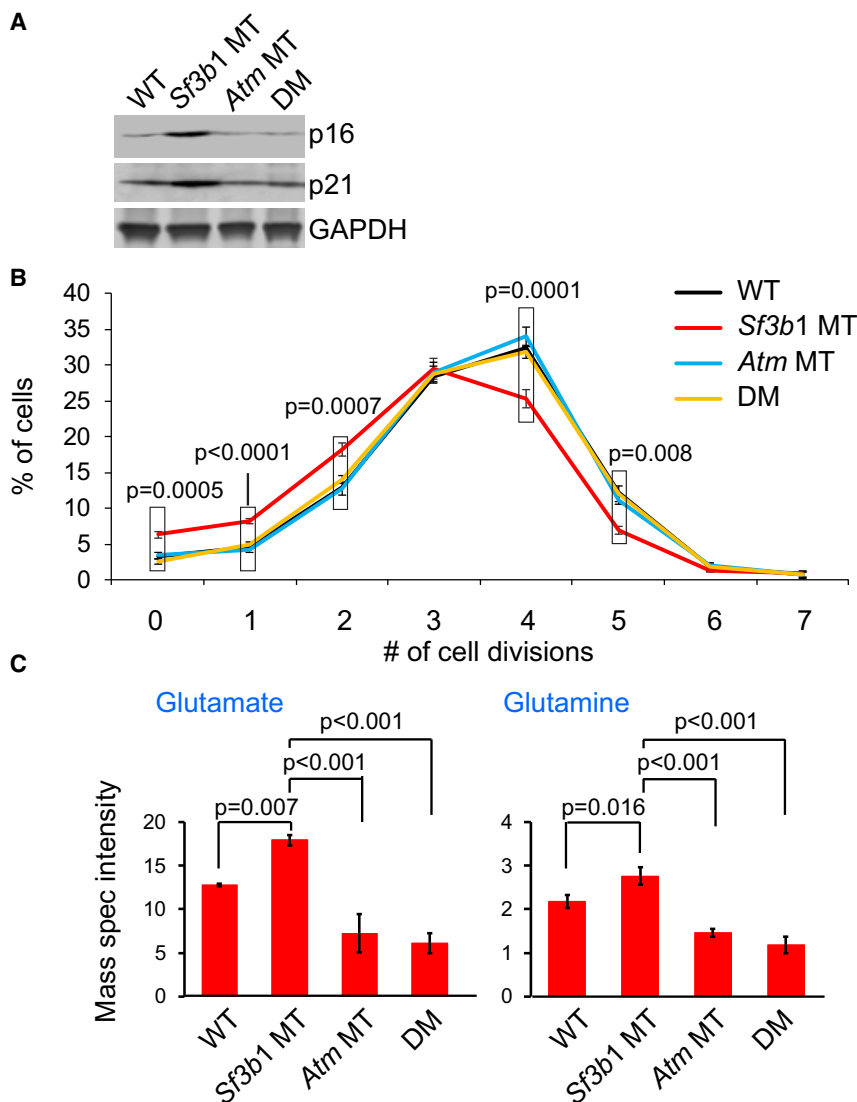 A
WT Sf3b1 MT Atm MT DM
p16
p21
GAPDH
B
40
35
30
25
20
15
10
5
0
% of cells
p=0.0005
p<0.0001
p=0.0007
p=0.0001
p=0.008
WT
Sf3b1 MT
Atm MT
DM
0 1 2 3 4 5 6 7
# of cell divisions
C
Glutamate
p<0.001
p<0.001
p=0.007
Mass spec intensity
20
15
10
5
0
WT Sf3b1 MT Atm MT DM
Glutamine
p<0.001
p<0.001
p=0.016
4
3
2
1
0
WT Sf3b1 MT Atm MT DM